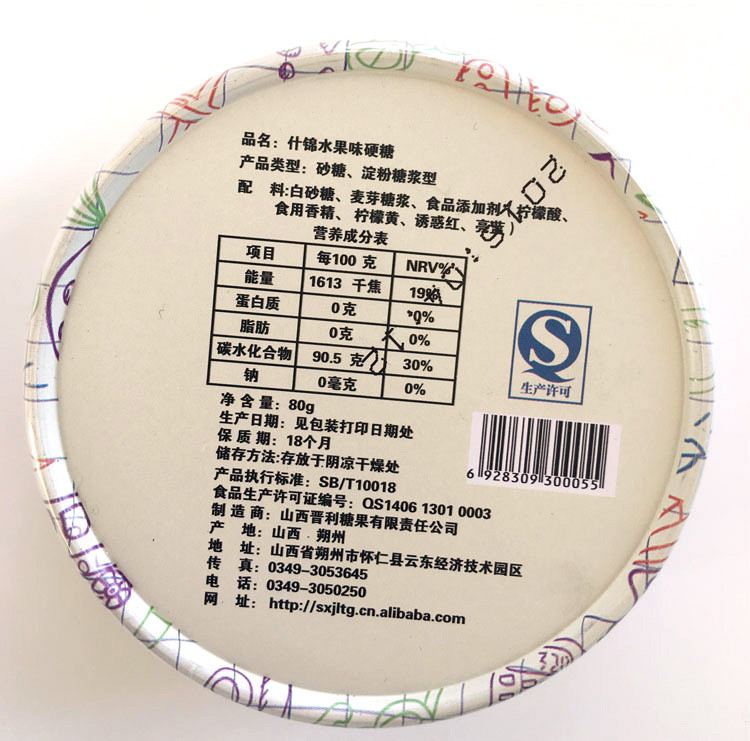 品名：什锦水果味硬糖
产品类型：砂糖、淀粉糖浆型
配 料：白砂糖、麦芽糖浆、食品添加剂（柠檬酸、
食用香精、柠檬黄、诱惑红、亮蓝）
营养成分表
项目 每100 克 NRV%
能量 1613 千焦 19%
蛋白质 0克 0%
脂肪 0克 0%
碳水化合物 90.5 克 30%
钠 0毫克 0%
净 含 量：80g
生产日期：见包装打印日期处
保 质 期：18个月
储存方法:存放于阴凉干燥处
产品执行标准：SB/T10018
食品生产许可证编号：QS1406 1301 0003
制 造 商：山西晋利糖果有限责任公司
产 地：山西 朔州
地 址：山西省朔州市怀仁县云东经济技术园区
传 真：0349-3053645
电 话：0349-3050250
网 址：http://sxjltg.cn.alibaba.com
QS
生产许可
6 928309 300055